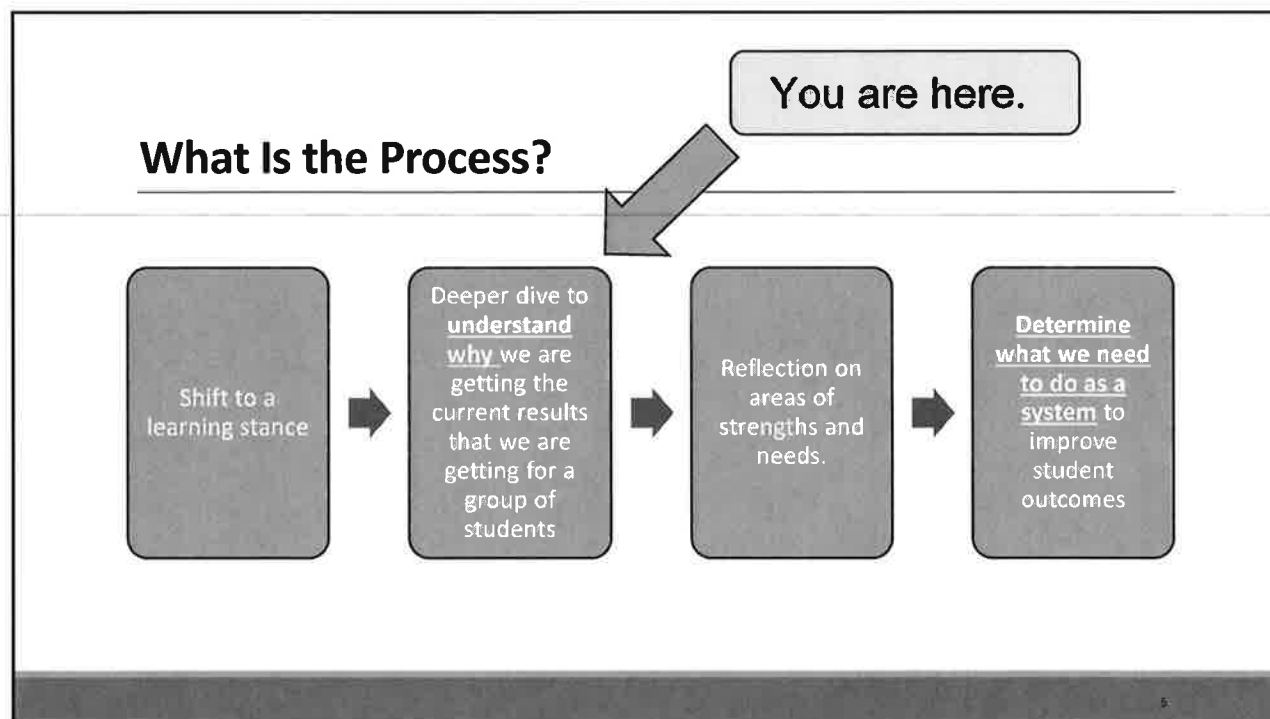 You are here.
What Is the Process?
Shift to a
learning stance
Deeper dive to
understand
why we are
getting the
current results
that we are
getting for a
group of
students
Reflection on
areas of
strengths and
needs.
Determine
what we need
to do as a
system to
improve
student
outcomes
5